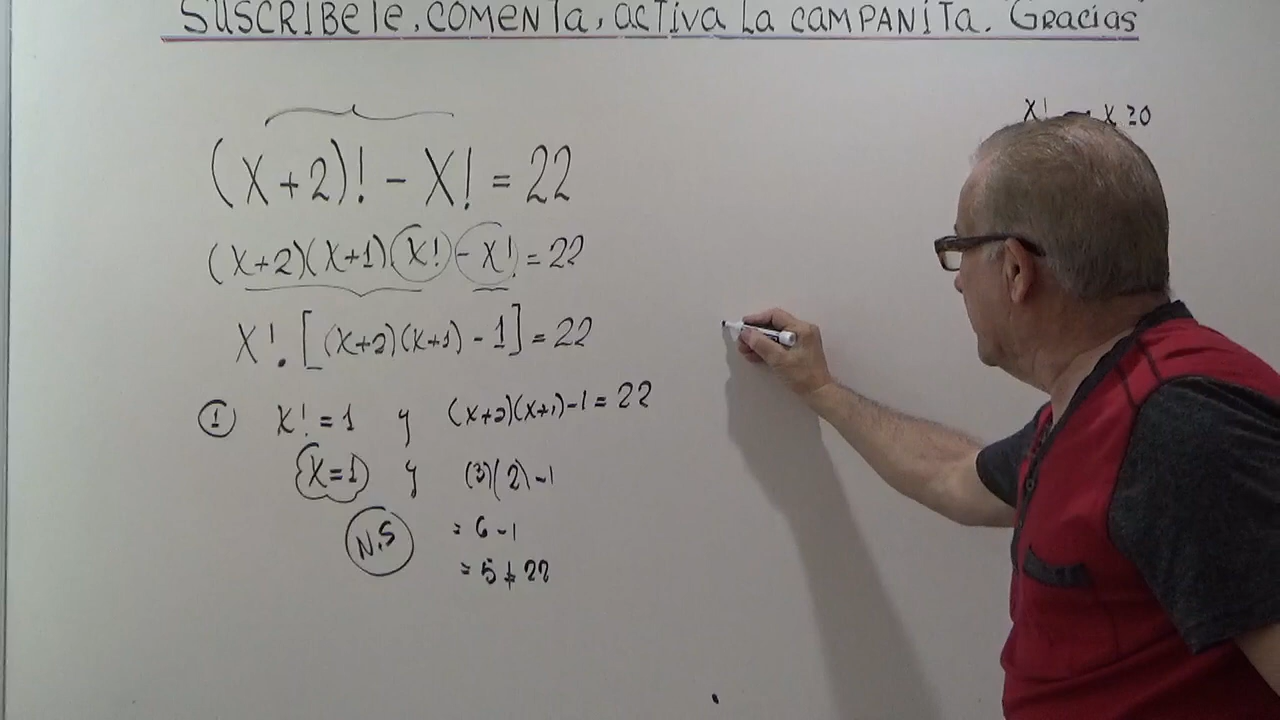 SUSCRIBETE, COMENTA, ACTIVA LA CAMPANITA. Gracias
X! X ≥ 0
(X+2)! - X! = 22
(X+2)(X+1)(X!) - X! = 22
X! . [(X+2)(X+1) - 1] = 22
① X! = 1 y (X+2)(X+1)-1 = 22
X=1 y (3)(2)-1
N.S = 6-1
= 5 ≠ 22